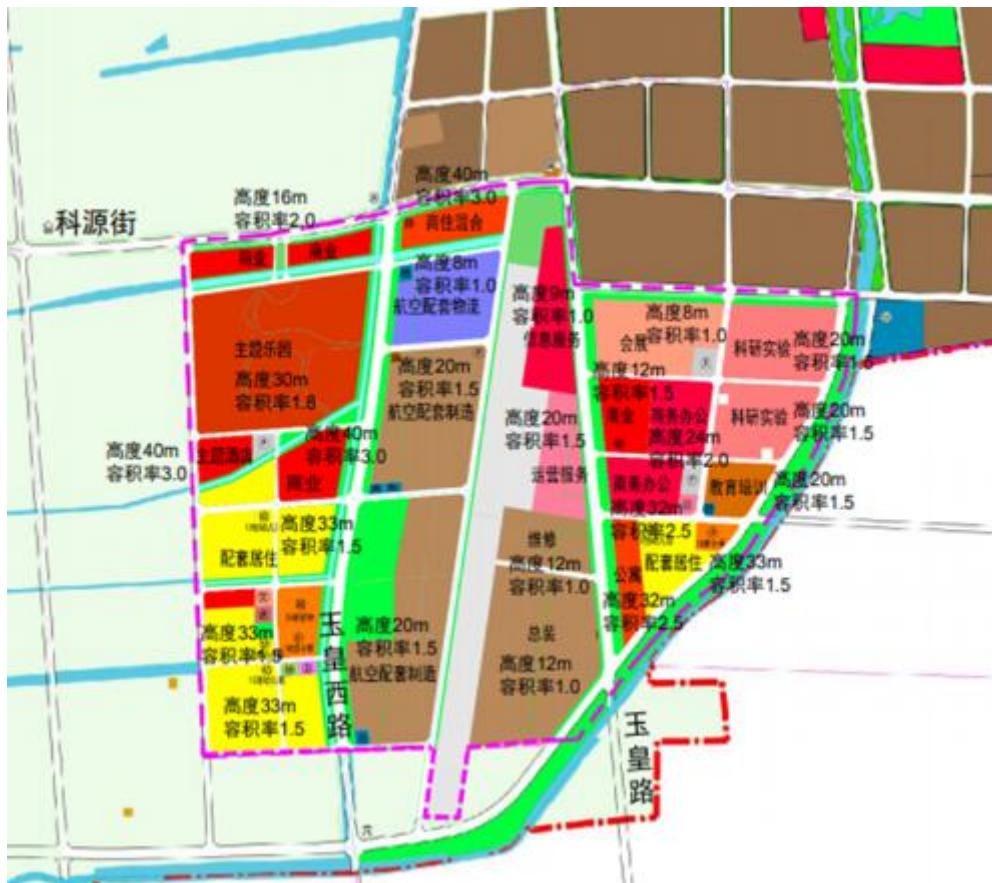 高度40m
容积率3.0
高度16m
容积率2.0
科源街
商住混合
商业
商业
高度8m
容积率1.0
航空配套物流
高度9m
容积率1.0
信息服务
高度8m
容积率1.0
会展
科研实验
高度20m
容积率1.5
主题乐园
高度30m
容积率1.8
高度20m
容积率1.5
航空配套制造
高度12m
容积率1.5
商业
商务办公
科研实验
高度20m
容积率1.5
高度20m
容积率1.5
高度24m
容积率2.0
高度40m
容积率3.0
主题酒店
高度40m
容积率3.0
商业
运营服务
商务办公
教育培训
高度20m
容积率1.5
高度32m
容积率2.5
高度33m
容积率1.5
配套居住
维修
高度12m
容积率1.0
配套居住
高度33m
容积率1.5
公寓
高度32m
容积率2.5
高度33m
容积率1.5
玉皇西路
高度20m
容积率1.5
航空配套制造
总装
高度12m
容积率1.0
高度33m
容积率1.5
玉皇路